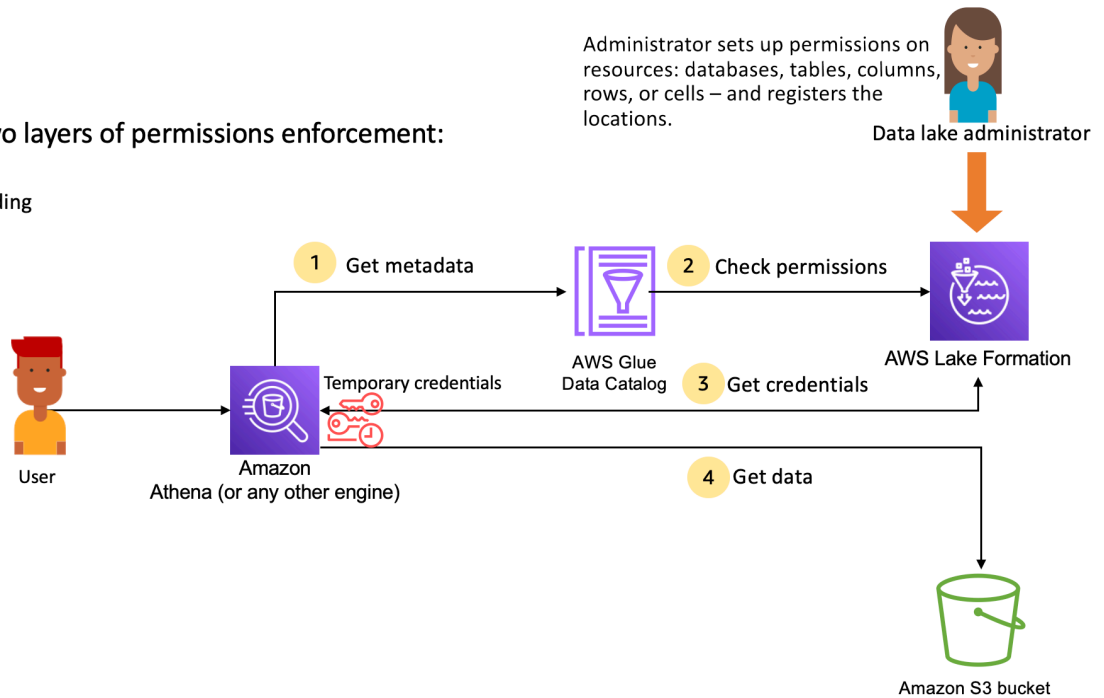 Administrator sets up permissions on
resources: databases, tables, columns,
rows, or cells – and registers the
locations.
Data lake administrator
layers of permissions enforcement:
1 Get metadata
2 Check permissions
AWS Glue
Data Catalog
AWS Lake Formation
Temporary credentials
3 Get credentials
User
Amazon
Athena (or any other engine)
4 Get data
Amazon S3 bucket